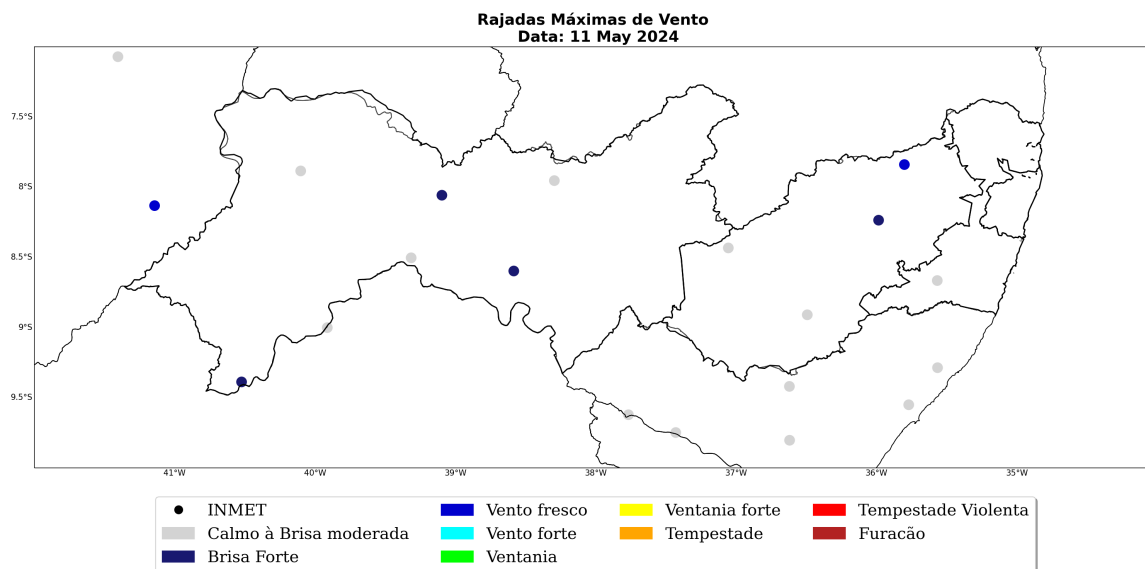 Rajadas Máximas de Vento
Data: 11 May 2024
7.5°S
8°S
8.5°S
9°S
9.5°S
41°W 40°W 39°W 38°W 37°W 36°W 35°W
INMET Vento fresco Ventania forte Tempestade Violenta
Calmo à Brisa moderada Vento forte Tempestade Furacão
Brisa Forte Ventania